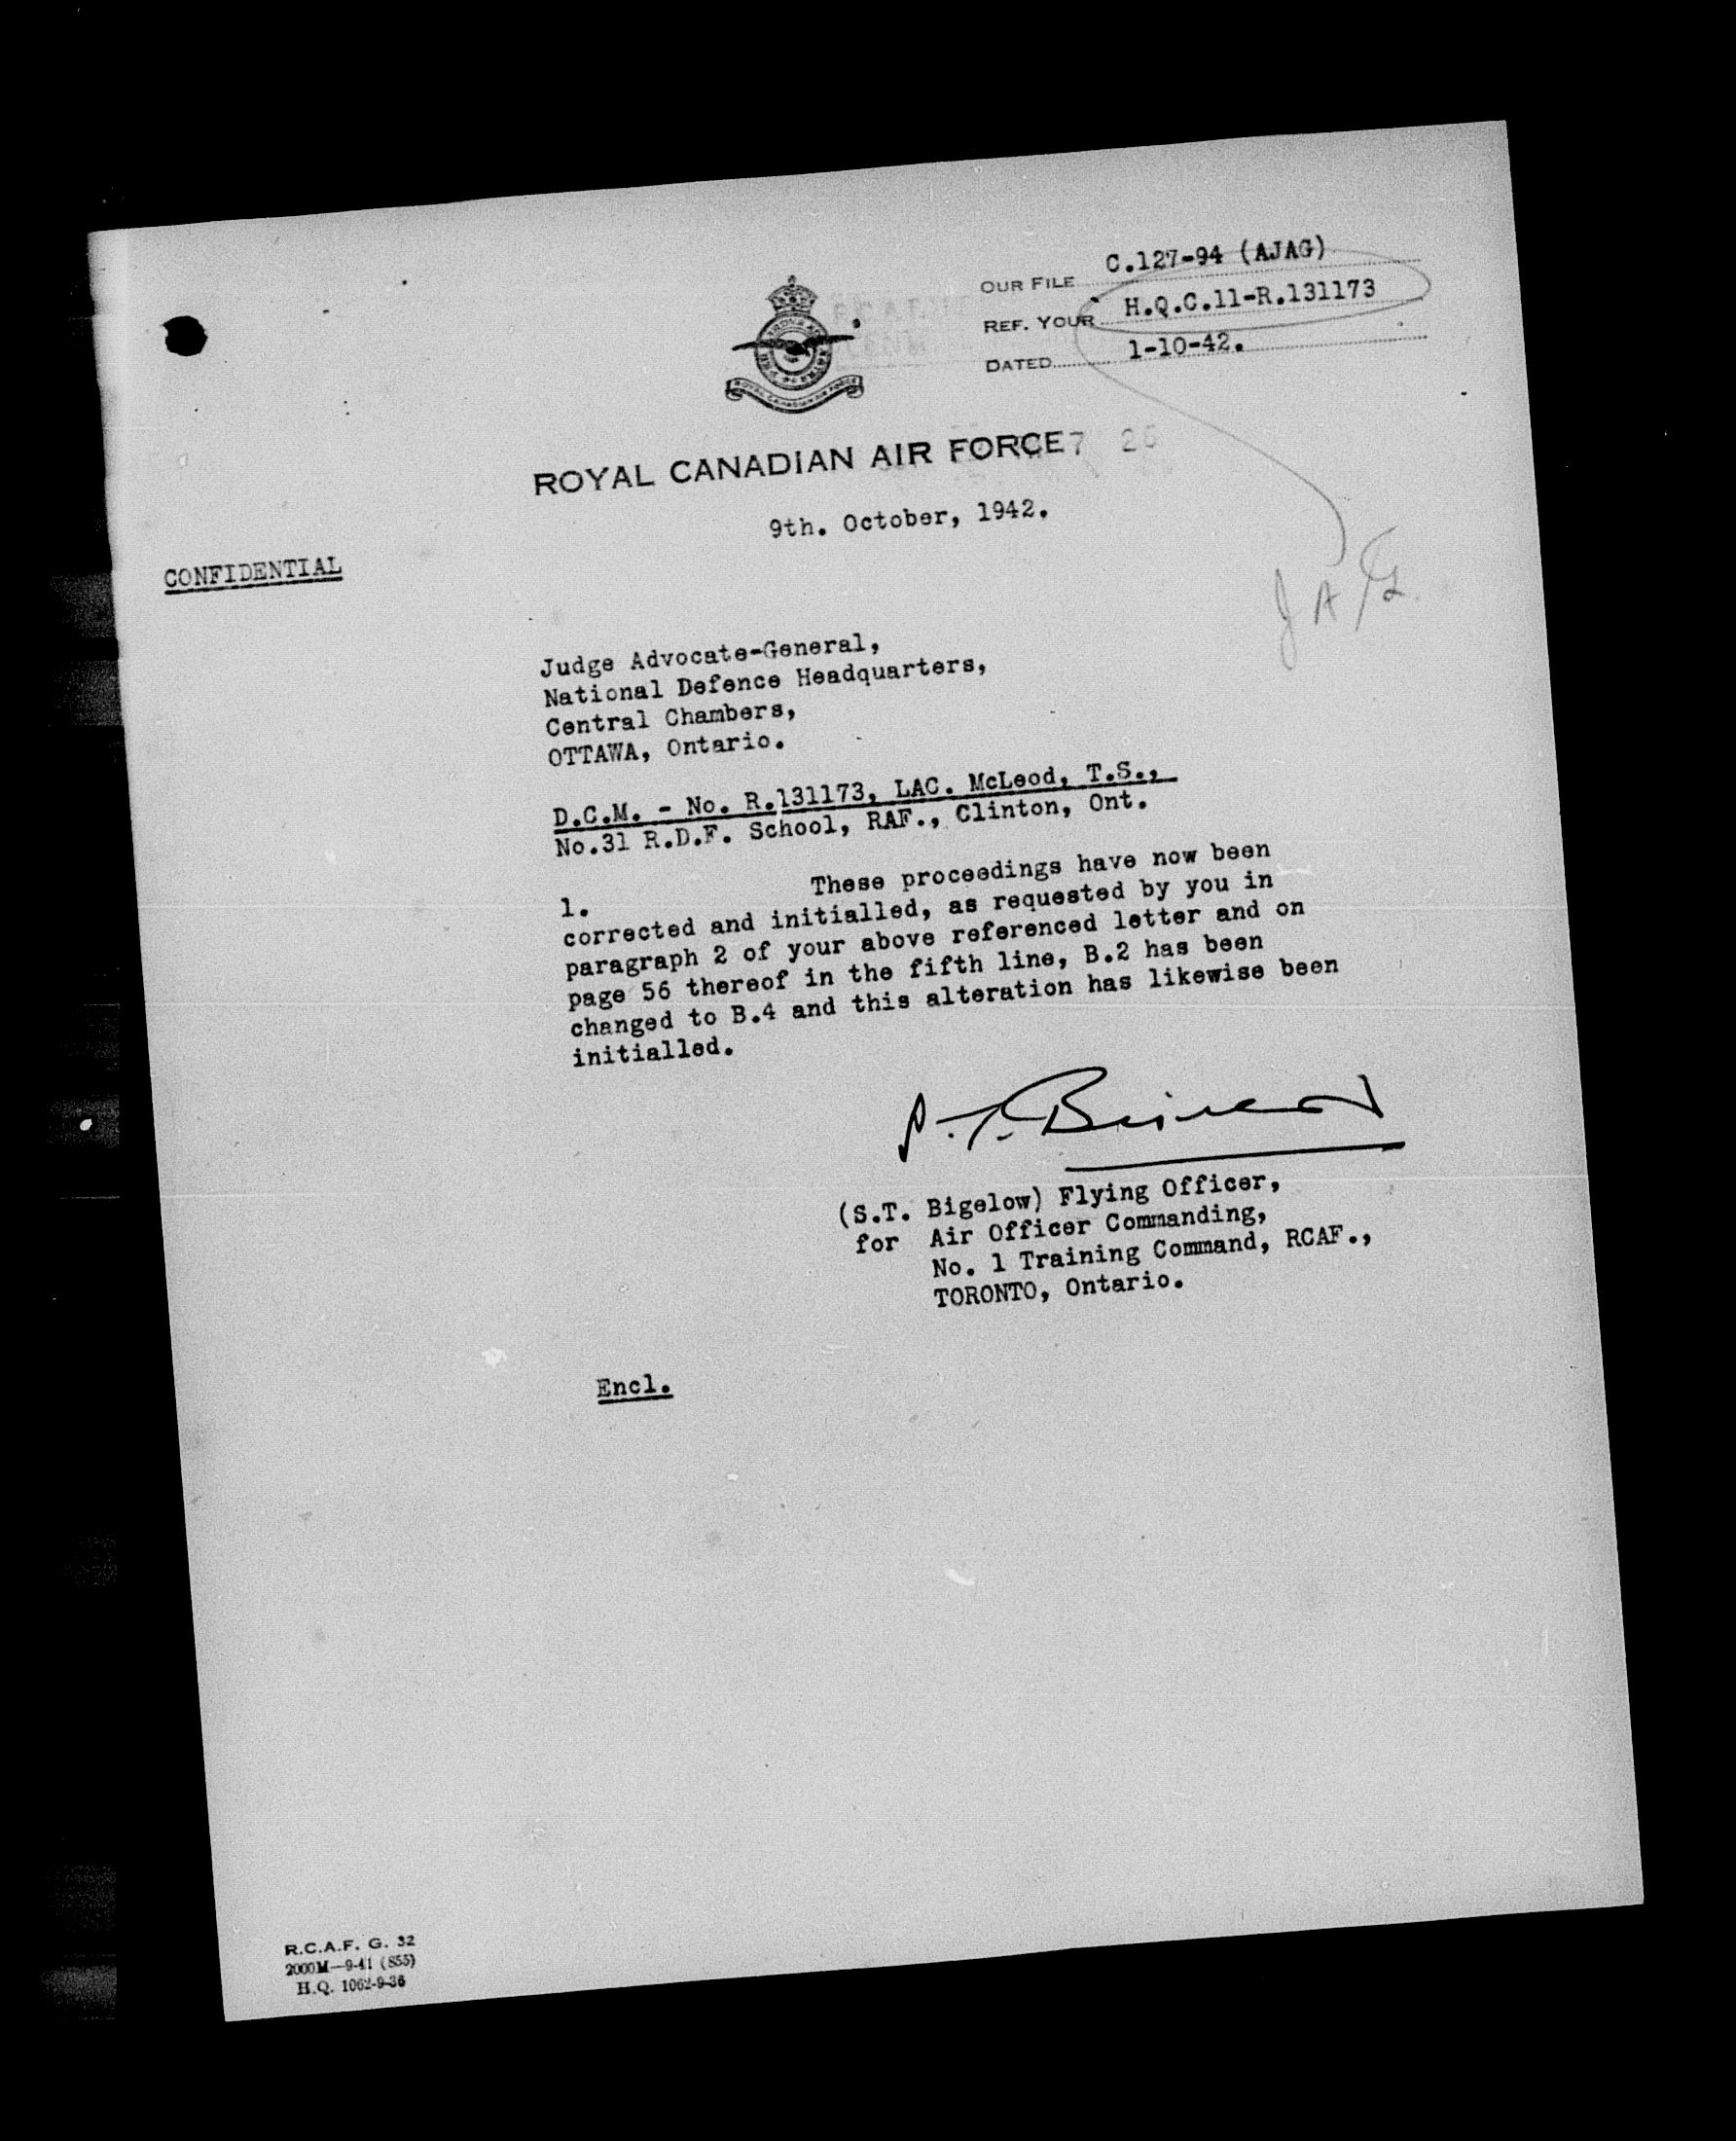 OUR FILE C.127-94 (AJAG)
REF. YOUR H.Q.C.11-R.131173
DATED 1-10-42.
ROYAL CANADIAN AIR FORCE
ROYAL CANADIAN AIR FORCE
9th. October, 1942.
CONFIDENTIAL
JAG.
Judge Advocate-General,
National Defence Headquarters,
Central Chambers,
OTTAWA, Ontario.
D.C.M. - No. R.131173, LAC. McLeod, T.S.,
No.31 R.D.F. School, RAF., Clinton, Ont.
1. These proceedings have now been
corrected and initialled, as requested by you in
paragraph 2 of your above referenced letter and on
page 56 thereof in the fifth line, B.2 has been
changed to B.4 and this alteration has likewise been
initialled.
(S.T. Bigelow) Flying Officer,
for Air Officer Commanding,
No. 1 Training Command, RCAF.,
TORONTO, Ontario.
Encl.
R.C.A.F. G. 32
2000M—9-41 (855)
H.Q. 1062-9-36